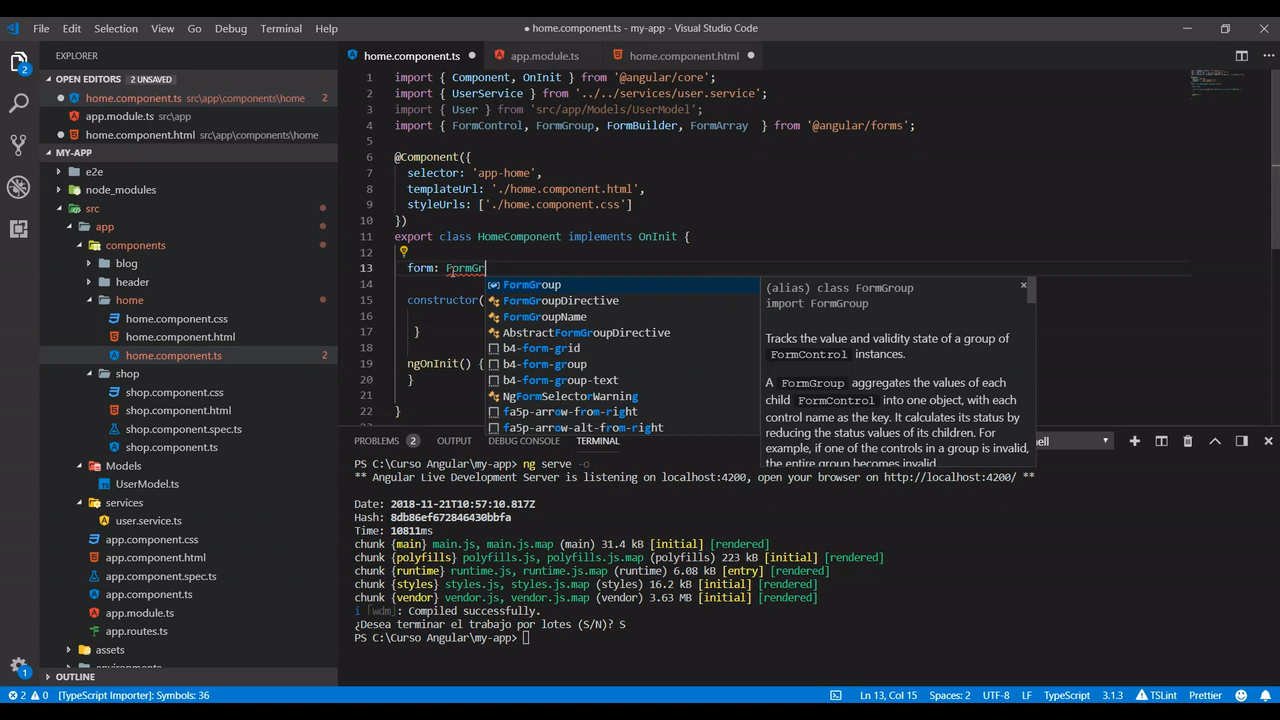 File Edit Selection View Go Debug Terminal Help
● home.component.ts - my-app - Visual Studio Code
EXPLORER
OPEN EDITORS 2 UNSAVED
home.component.ts src\app\components\home 2
app.module.ts src\app
home.component.html src\app\components\home
MY-APP
e2e
node_modules
src
app
components
blog
header
home
home.component.css
home.component.html
home.component.ts 2
shop
shop.component.css
shop.component.html
shop.component.spec.ts
shop.component.ts
Models
UserModel.ts
services
user.service.ts
app.component.css
app.component.html
app.component.spec.ts
app.component.ts
app.module.ts
app.routes.ts
assets
environments
OUTLINE
2
1
home.component.ts
app.module.ts
home.component.html
1 import { Component, OnInit } from '@angular/core';
2 import { UserService } from '../../services/user.service';
3 import { User } from 'src/app/Models/UserModel';
4 import { FormControl, FormGroup, FormBuilder, FormArray } from '@angular/forms';
5
6 @Component({
7 selector: 'app-home',
8 templateUrl: './home.component.html',
9 styleUrls: ['./home.component.css']
10 })
11 export class HomeComponent implements OnInit {
12
13 form: FormGr
14
15 constructor(
16
17 }
18
19 ngOnInit() {
20 }
21
22 }
FormGroup
FormGroupDirective
FormGroupName
AbstractFormGroupDirective
b4-form-grid
b4-form-group
b4-form-group-text
NgFormSelectorWarning
fa5p-arrow-from-right
fa5p-arrow-alt-from-right
(alias) class FormGroup
import FormGroup
Tracks the value and validity state of a group of
FormControl instances.
A FormGroup aggregates the values of each
child FormControl into one object, with each
control name as the key. It calculates its status by
reducing the status values of its children. For
example, if one of the controls in a group is invalid,
the entire group becomes invalid.
PROBLEMS 2 OUTPUT DEBUG CONSOLE TERMINAL
PS C:\Curso Angular\my-app> ng serve -o
** Angular Live Development Server is listening on localhost:4200, open your browser on http://localhost:4200/ **
Date: 2018-11-21T10:57:10.817Z
Hash: 8db86ef672846430bbfa
Time: 10811ms
chunk {main} main.js, main.js.map (main) 31.4 kB [initial] [rendered]
chunk {polyfills} polyfills.js, polyfills.js.map (polyfills) 223 kB [initial] [rendered]
chunk {runtime} runtime.js, runtime.js.map (runtime) 6.08 kB [entry] [rendered]
chunk {styles} styles.js, styles.js.map (styles) 16.2 kB [initial] [rendered]
chunk {vendor} vendor.js, vendor.js.map (vendor) 3.63 MB [initial] [rendered]
i ｢wdm｣: Compiled successfully.
¿Desea terminar el trabajo por lotes (S/N)? S
PS C:\Curso Angular\my-app>
2 0 [TypeScript Importer]: Symbols: 36
Ln 13, Col 15 Spaces: 2 UTF-8 LF TypeScript 3.1.3 TSLint Prettier